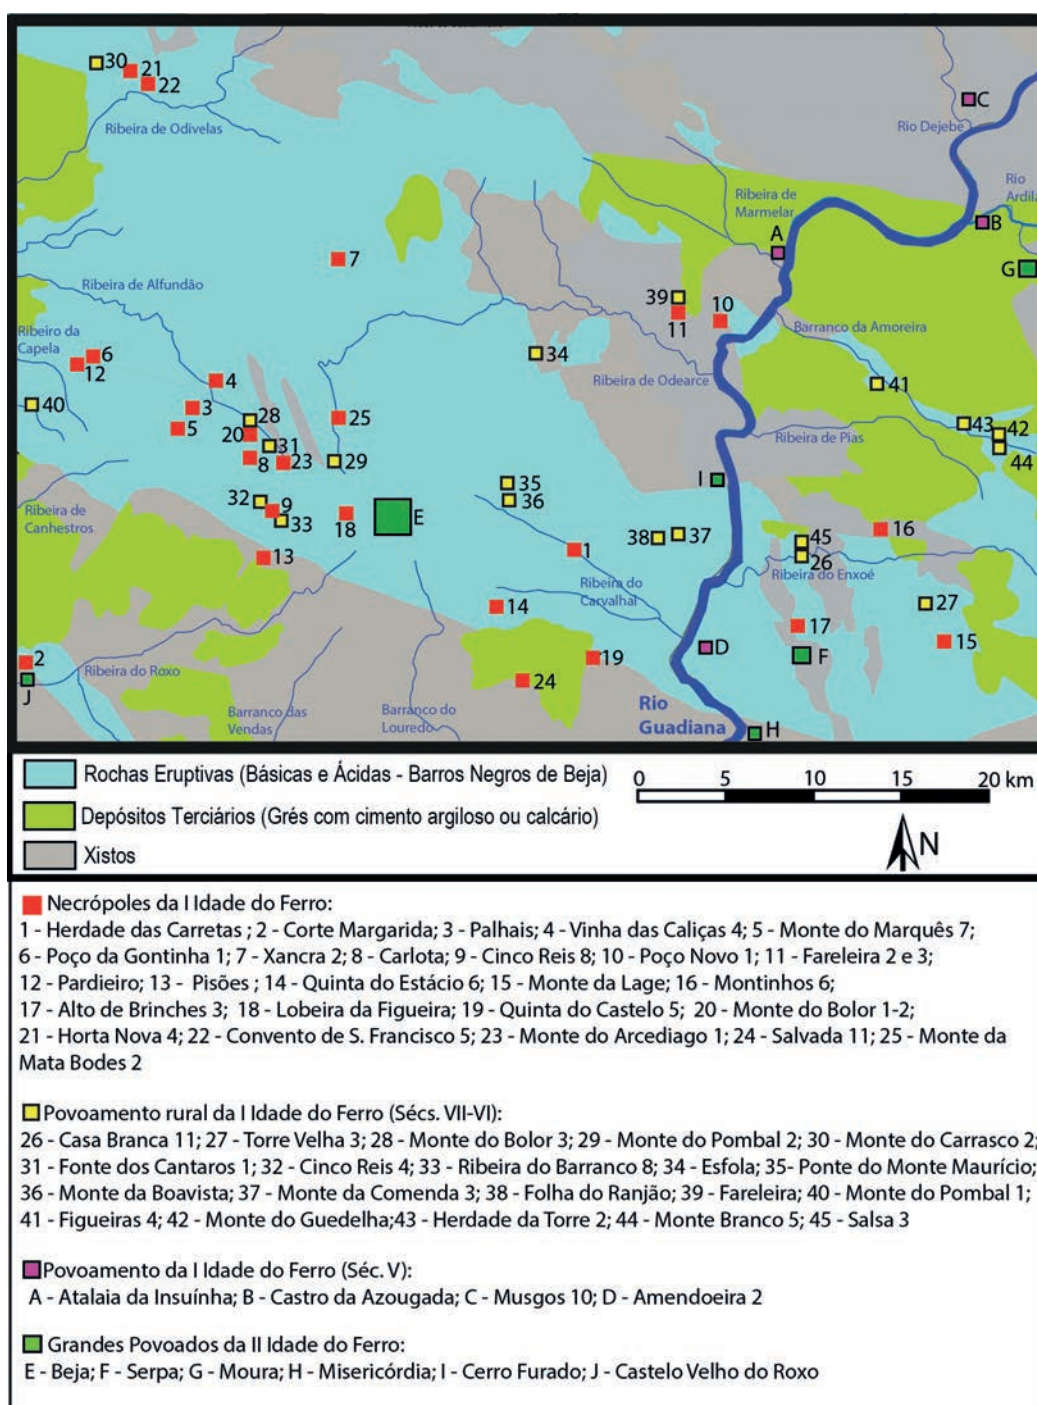 30
21
22
C
Ribeira de Odivelas
Rio Dejebe
Ribeira de
Marmelar
Rio
Ardila
B
A
G
7
Ribeira de Alfundão
39
10
11
Barranco da Amoreira
Ribeiro da
Capela
6
12
34
Ribeira de Odearce
4
41
40
3
28
25
5
20
31
43
42
Ribeira de Pias
8
23
29
44
35
I
32
9
36
Ribeira de
Canhestros
33
18
E
38
37
45
16
1
26
13
Ribeira do Enxoé
Ribeira do
Carvalhal
14
27
17
15
2
19
D
F
J
Ribeira do Roxo
24
Barranco das
Vendas
Barranco do
Louredo
Rio
Guadiana
H
Rochas Eruptivas (Básicas e Ácidas - Barros Negros de Beja)
0 5 10 15 20 km
Depósitos Terciários (Grés com cimento argiloso ou calcário)
Xistos
N
Necrópoles da I Idade do Ferro:
1 - Herdade das Carretas ; 2 - Corte Margarida; 3 - Palhais; 4 - Vinha das Caliças 4; 5 - Monte do Marquês 7;
6 - Poço da Gontinha 1; 7 - Xancra 2; 8 - Carlota; 9 - Cinco Reis 8; 10 - Poço Novo 1; 11 - Fareleira 2 e 3;
12 - Pardieiro; 13 - Pisões ; 14 - Quinta do Estácio 6; 15 - Monte da Lage; 16 - Montinhos 6;
17 - Alto de Brinches 3; 18 - Lobeira da Figueira; 19 - Quinta do Castelo 5; 20 - Monte do Bolor 1-2;
21 - Horta Nova 4; 22 - Convento de S. Francisco 5; 23 - Monte do Arcediago 1; 24 - Salvada 11; 25 - Monte da
Mata Bodes 2
Povoamento rural da I Idade do Ferro (Sécs. VII-VI):
26 - Casa Branca 11; 27 - Torre Velha 3; 28 - Monte do Bolor 3; 29 - Monte do Pombal 2; 30 - Monte do Carrasco 2;
31 - Fonte dos Cantaros 1; 32 - Cinco Reis 4; 33 - Ribeira do Barranco 8; 34 - Esfola; 35- Ponte do Monte Maurício;
36 - Monte da Boavista; 37 - Monte da Comenda 3; 38 - Folha do Ranjão; 39 - Fareleira; 40 - Monte do Pombal 1;
41 - Figueiras 4; 42 - Monte do Guedelha;43 - Herdade da Torre 2; 44 - Monte Branco 5; 45 - Salsa 3
Povoamento da I Idade do Ferro (Séc. V):
A - Atalaia da Insuínha; B - Castro da Azougada; C - Musgos 10; D - Amendoeira 2
Grandes Povoados da II Idade do Ferro:
E - Beja; F - Serpa; G - Moura; H - Misericórdia; I - Cerro Furado; J - Castelo Velho do Roxo